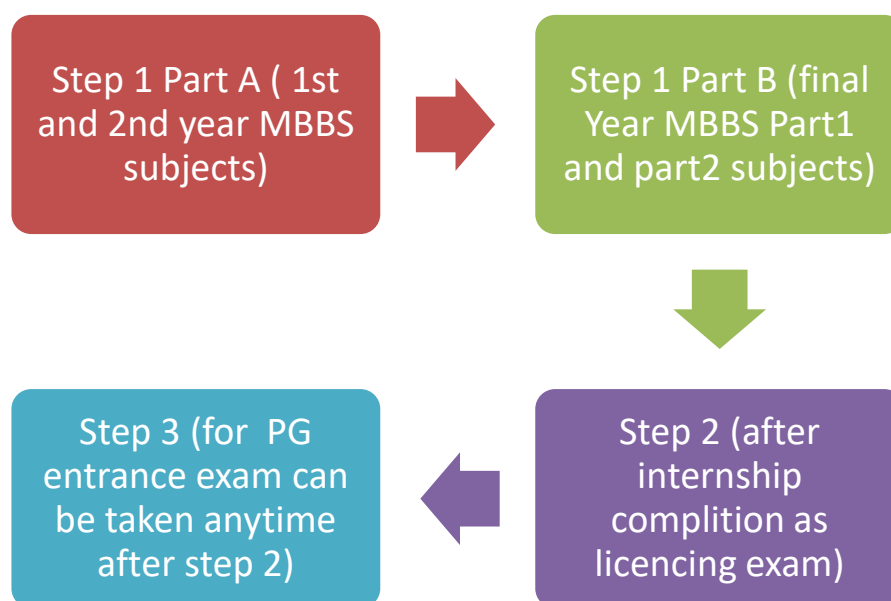 Step 1 Part A ( 1st
and 2nd year MBBS
subjects)
Step 1 Part B (final
Year MBBS Part1
and part2 subjects)
Step 2 (after
internship
complition as
licencing exam)
Step 3 (for  PG
entrance exam can
be taken anytime
after step 2)